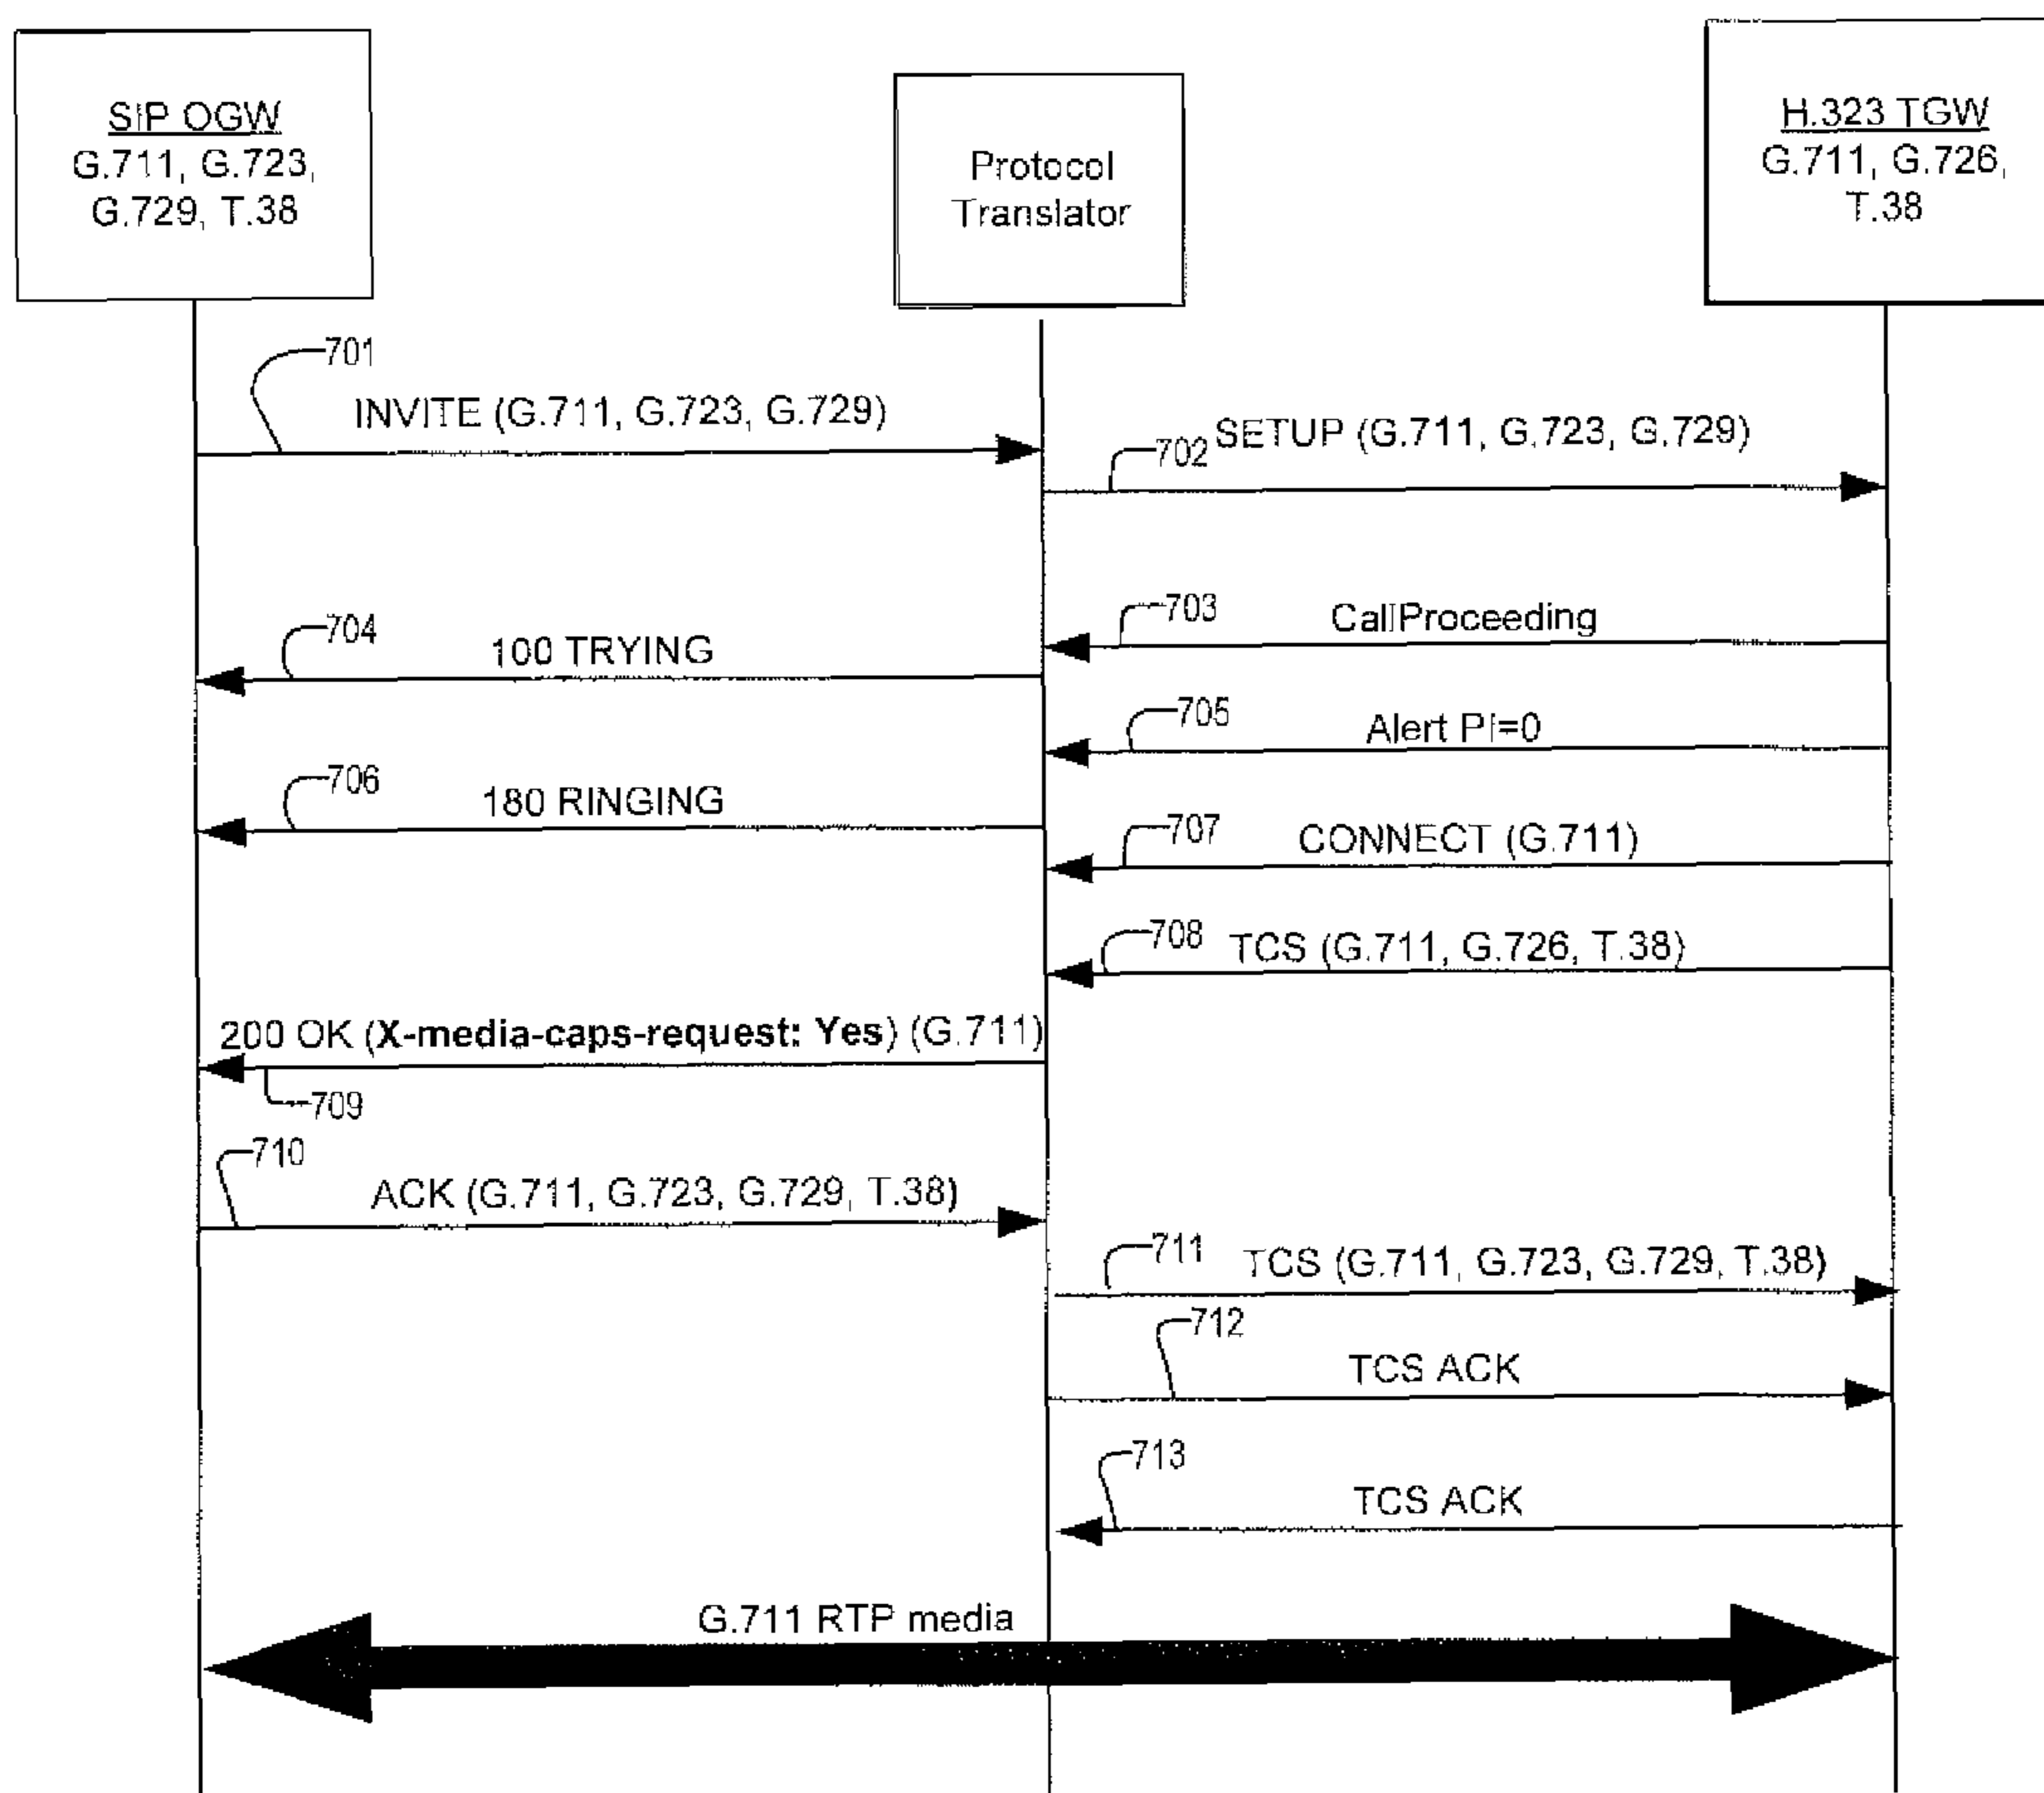 SIP OGW
G.711, G.723,
G.729, T.38
Protocol
Translator
H.323 TGW
G.711, G.726,
T.38
701
INVITE (G.711, G.723, G.729)
702
SETUP (G.711, G.723, G.729)
703
CallProceeding
704
100 TRYING
705
Alert PI=0
706
180 RINGING
707
CONNECT (G.711)
708
TCS (G.711, G.726, T.38)
200 OK (X-media-caps-request: Yes) (G.711)
709
710
ACK (G.711, G.723, G.729, T.38)
711
TCS (G.711, G.723, G.729, T.38)
712
TCS ACK
713
TCS ACK
G.711 RTP media